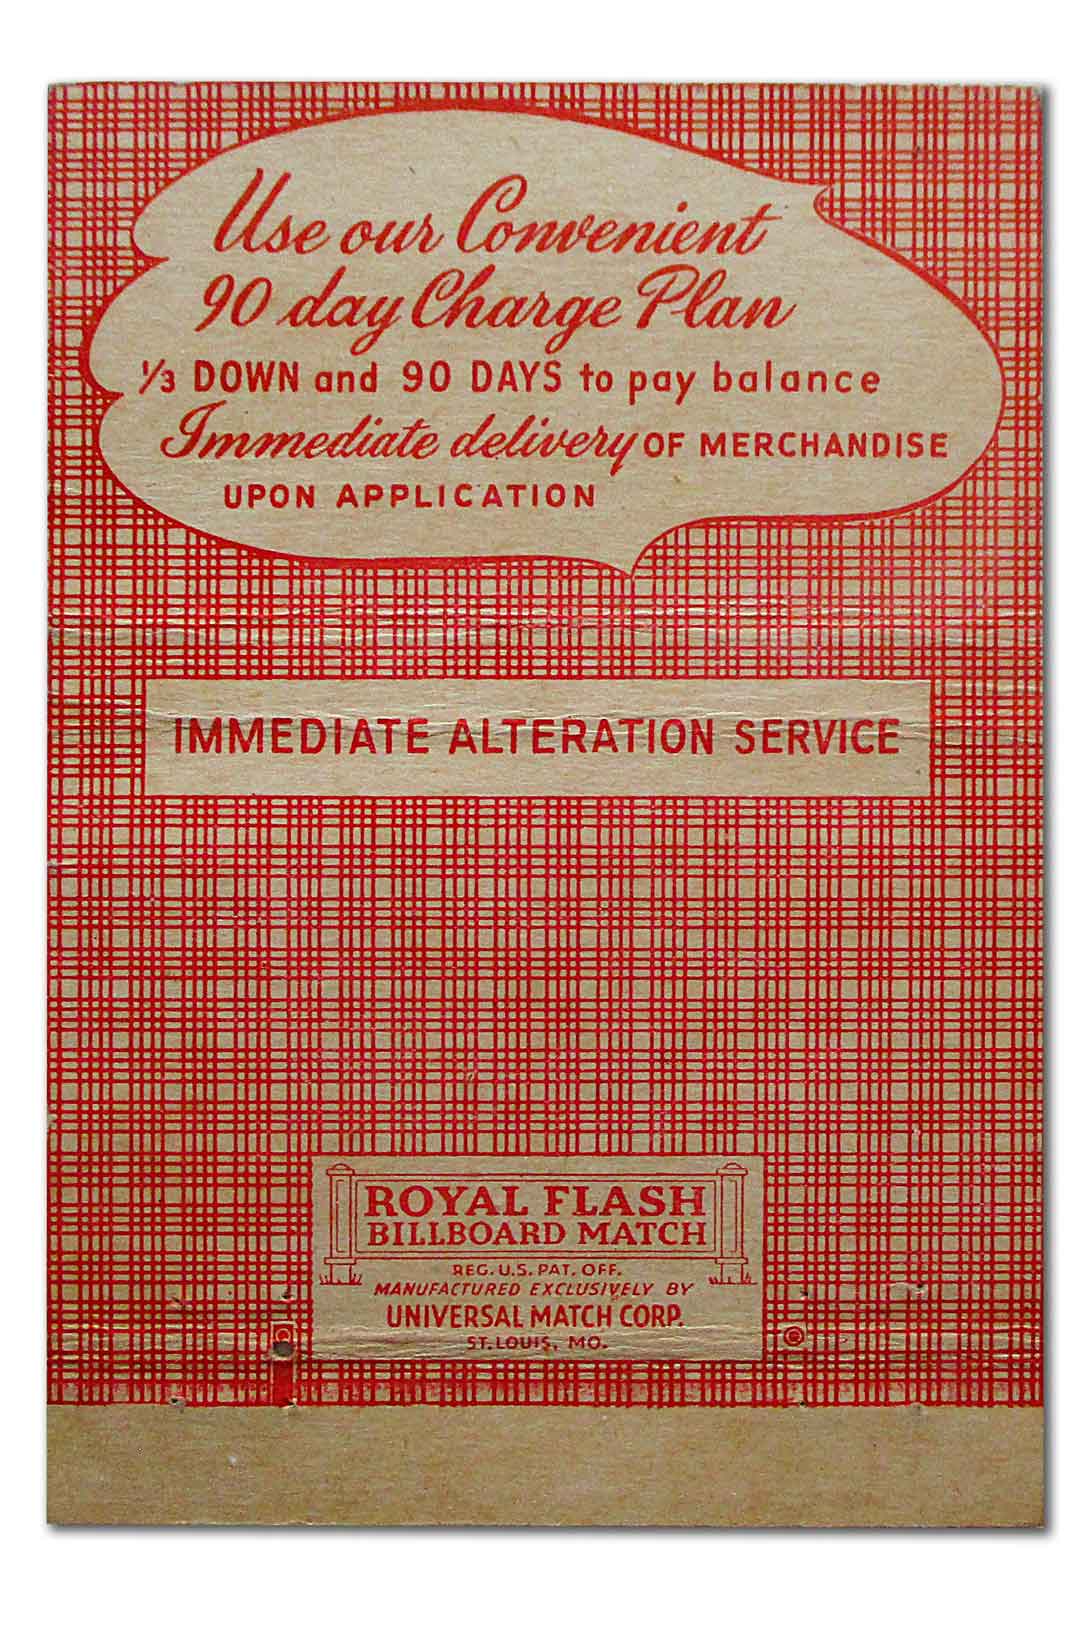 Use our Convenient
90 day Charge Plan
1/3 DOWN and 90 DAYS to pay balance
Immediate delivery OF MERCHANDISE
UPON APPLICATION
IMMEDIATE ALTERATION SERVICE
ROYAL FLASH
BILLBOARD MATCH
REG. U.S. PAT. OFF.
MANUFACTURED EXCLUSIVELY BY
UNIVERSAL MATCH CORP.
ST. LOUIS, MO.